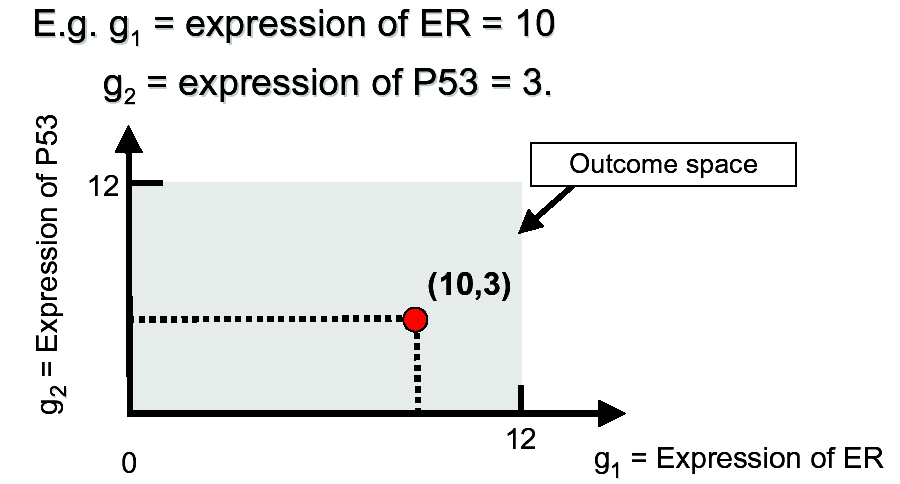 E.g. g1 = expression of ER = 10
g2 = expression of P53 = 3.
g2 = Expression of P53
12
Outcome space
(10,3)
12
0
g1 = Expression of ER